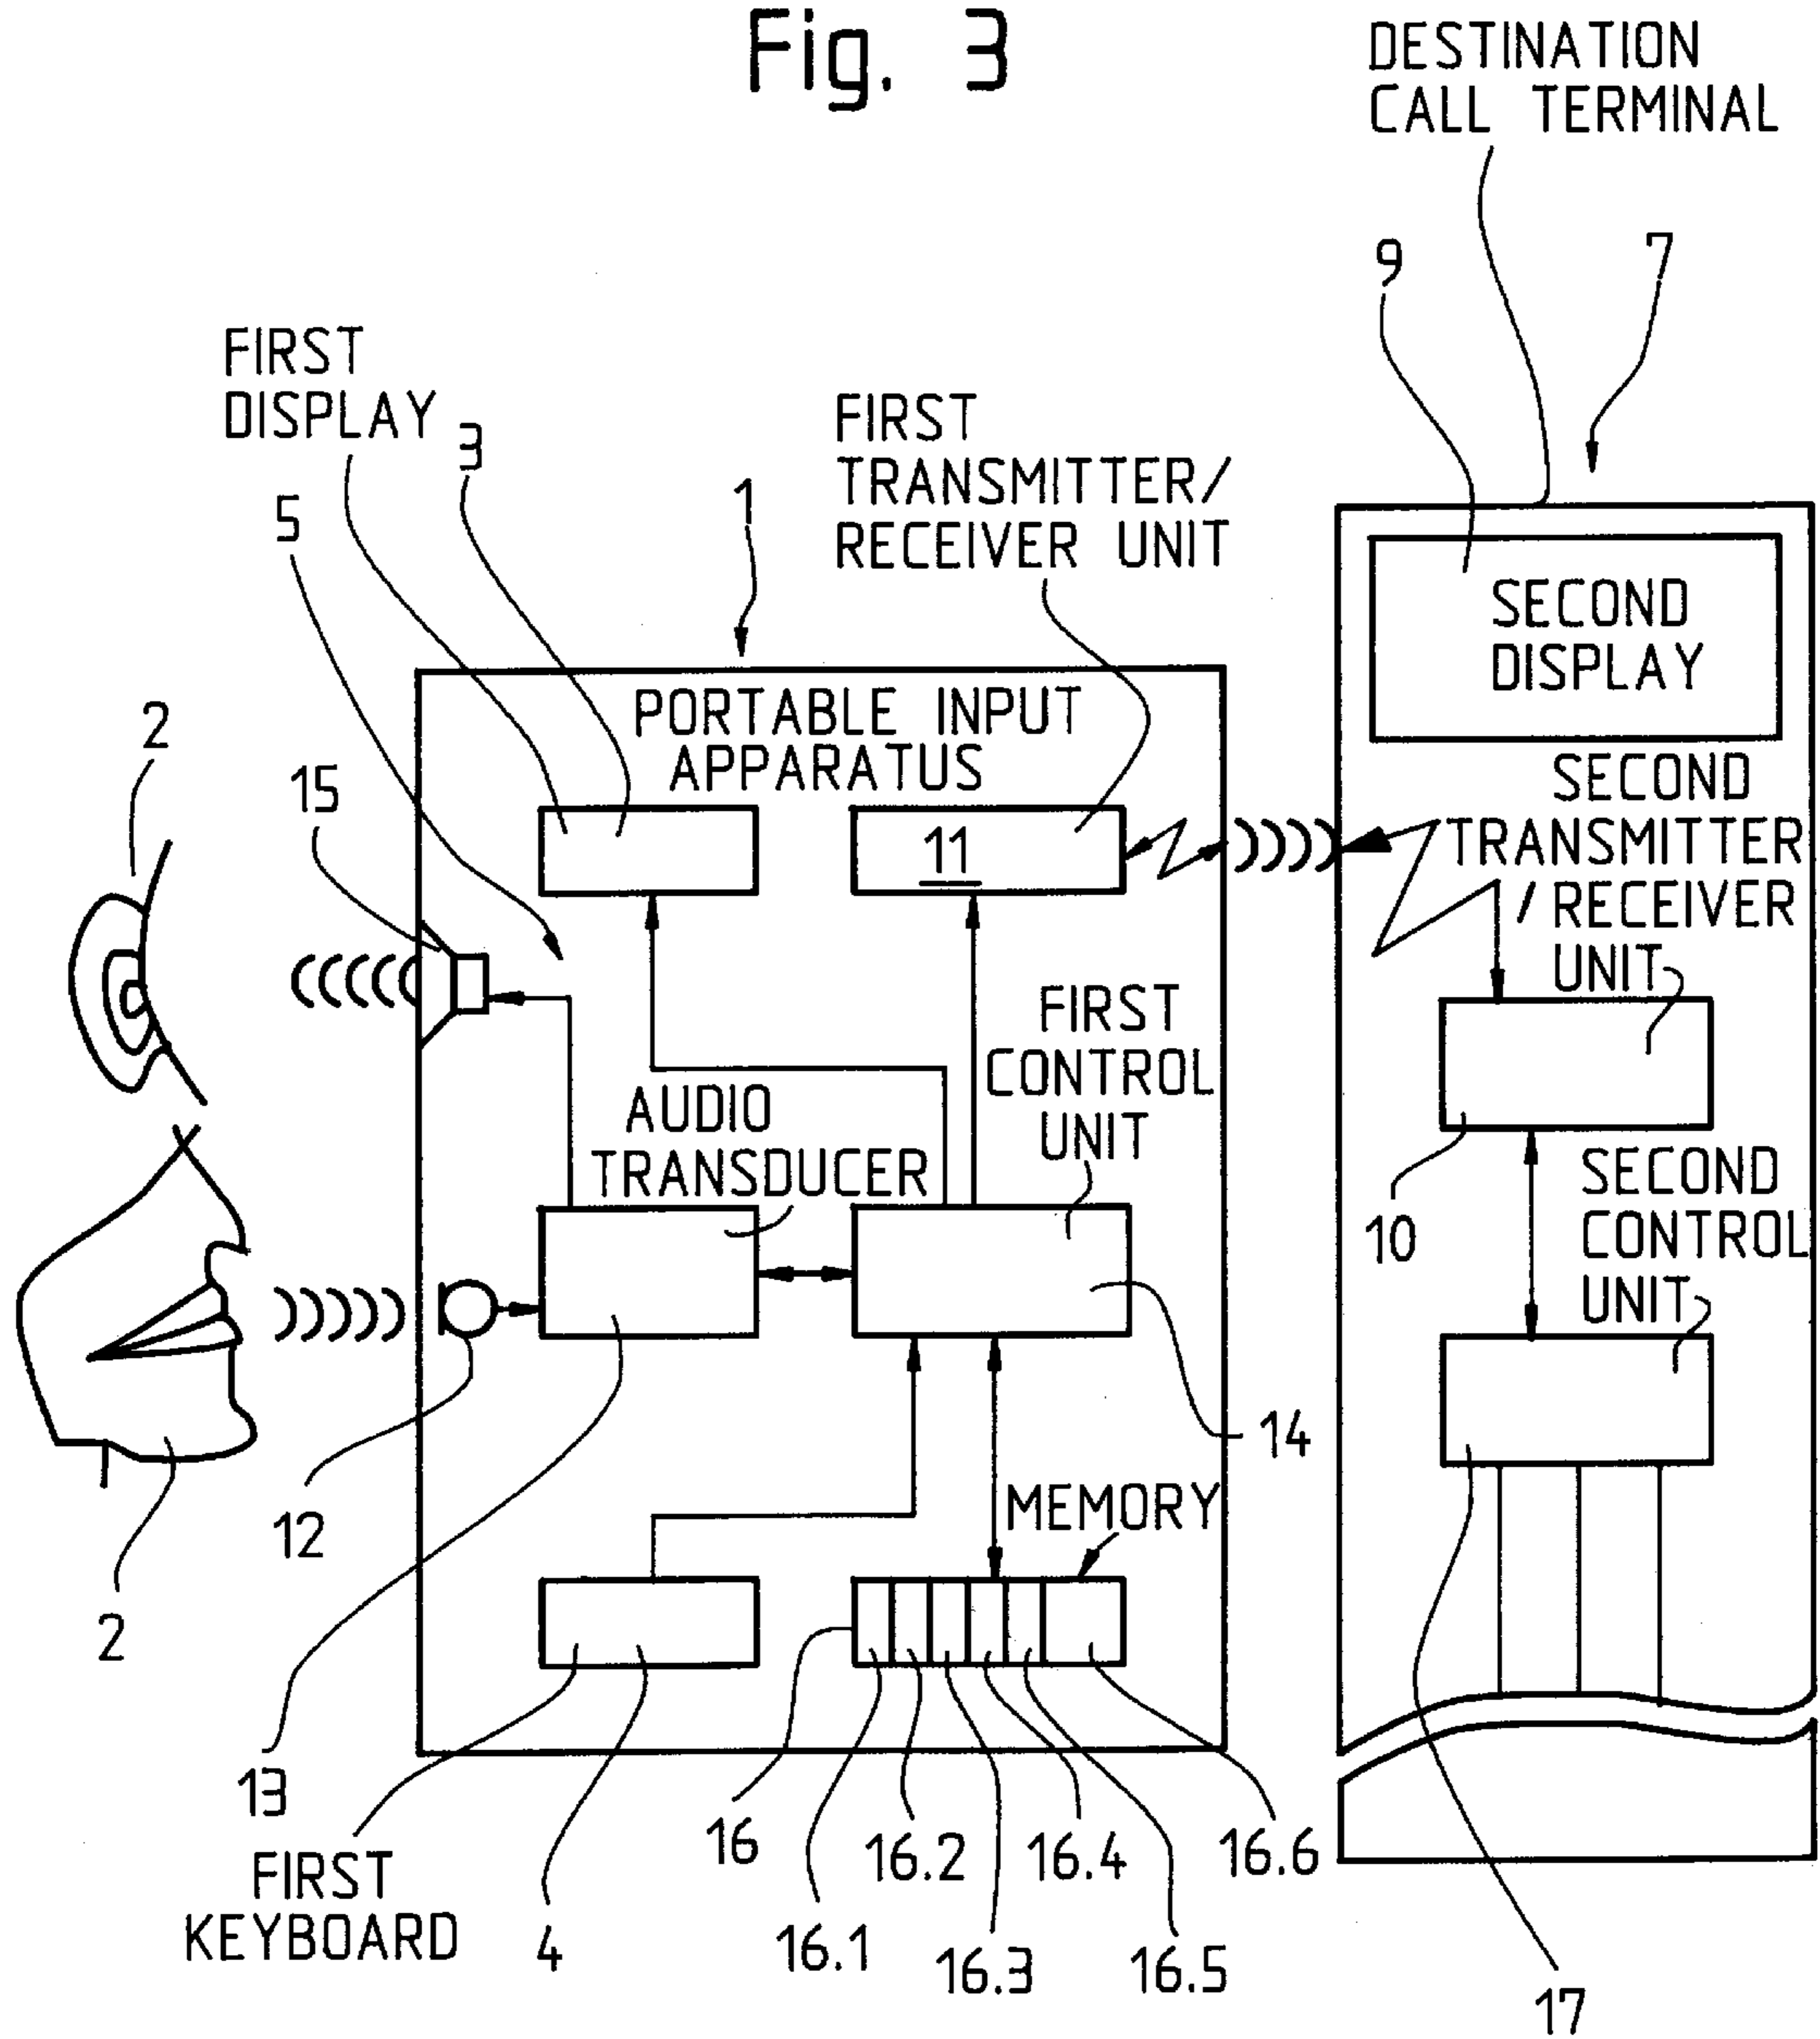 Fig. 3
DESTINATION
CALL TERMINAL
9
7
FIRST
DISPLAY
3
5
1
FIRST
TRANSMITTER/
RECEIVER UNIT
SECOND
DISPLAY
PORTABLE INPUT
APPARATUS
2
15
11
SECOND
TRANSMITTER
/RECEIVER
UNIT
FIRST
CONTROL
UNIT
AUDIO
TRANSDUCER
10
SECOND
CONTROL
UNIT
14
12
MEMORY
2
13
16
16.2
16.4
16.6
FIRST
KEYBOARD
4
16.1
16.3
16.5
17